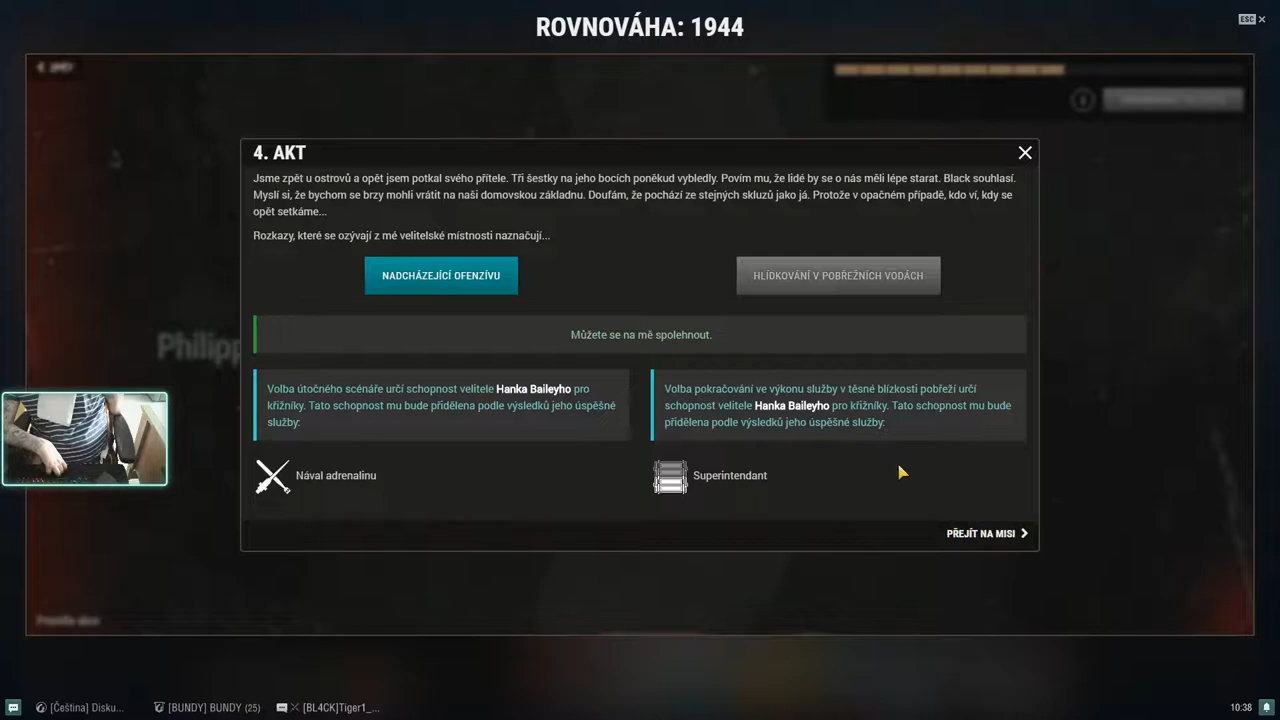 ROVNOVÁHA: 1944
ESC
4. AKT
Jsme zpět u ostrovů a opět jsem potkal svého přítele. Tři šestky na jeho bocích poněkud vybledly. Povím mu, že lidé by se o nás měli lépe starat. Black souhlasí.
Myslí si, že bychom se brzy mohli vrátit na naši domovskou základnu. Doufám, že pochází ze stejných skluzů jako já. Protože v opačném případě, kdo ví, kdy se
opět setkáme...
Rozkazy, které se ozývají z mé velitelské místnosti naznačují...
NADCHÁZEJÍCÍ OFENZÍVU
HLÍDKOVÁNÍ V POBŘEŽNÍCH VODÁCH
Můžete se na mě spolehnout.
Volba útočného scénáře určí schopnost velitele Hanka Baileyho pro
křižníky. Tato schopnost mu bude přidělena podle výsledků jeho úspěšné
služby:
Volba pokračování ve výkonu služby v těsné blízkosti pobřeží určí
schopnost velitele Hanka Baileyho pro křižníky. Tato schopnost mu bude
přidělena podle výsledků jeho úspěšné služby:
Nával adrenalinu
Superintendant
PŘEJÍT NA MISI
Philipp
Pravidla akce
[Čeština] Disku...
[BUNDY] BUNDY (25)
[BL4CK]Tiger1_...
10:38